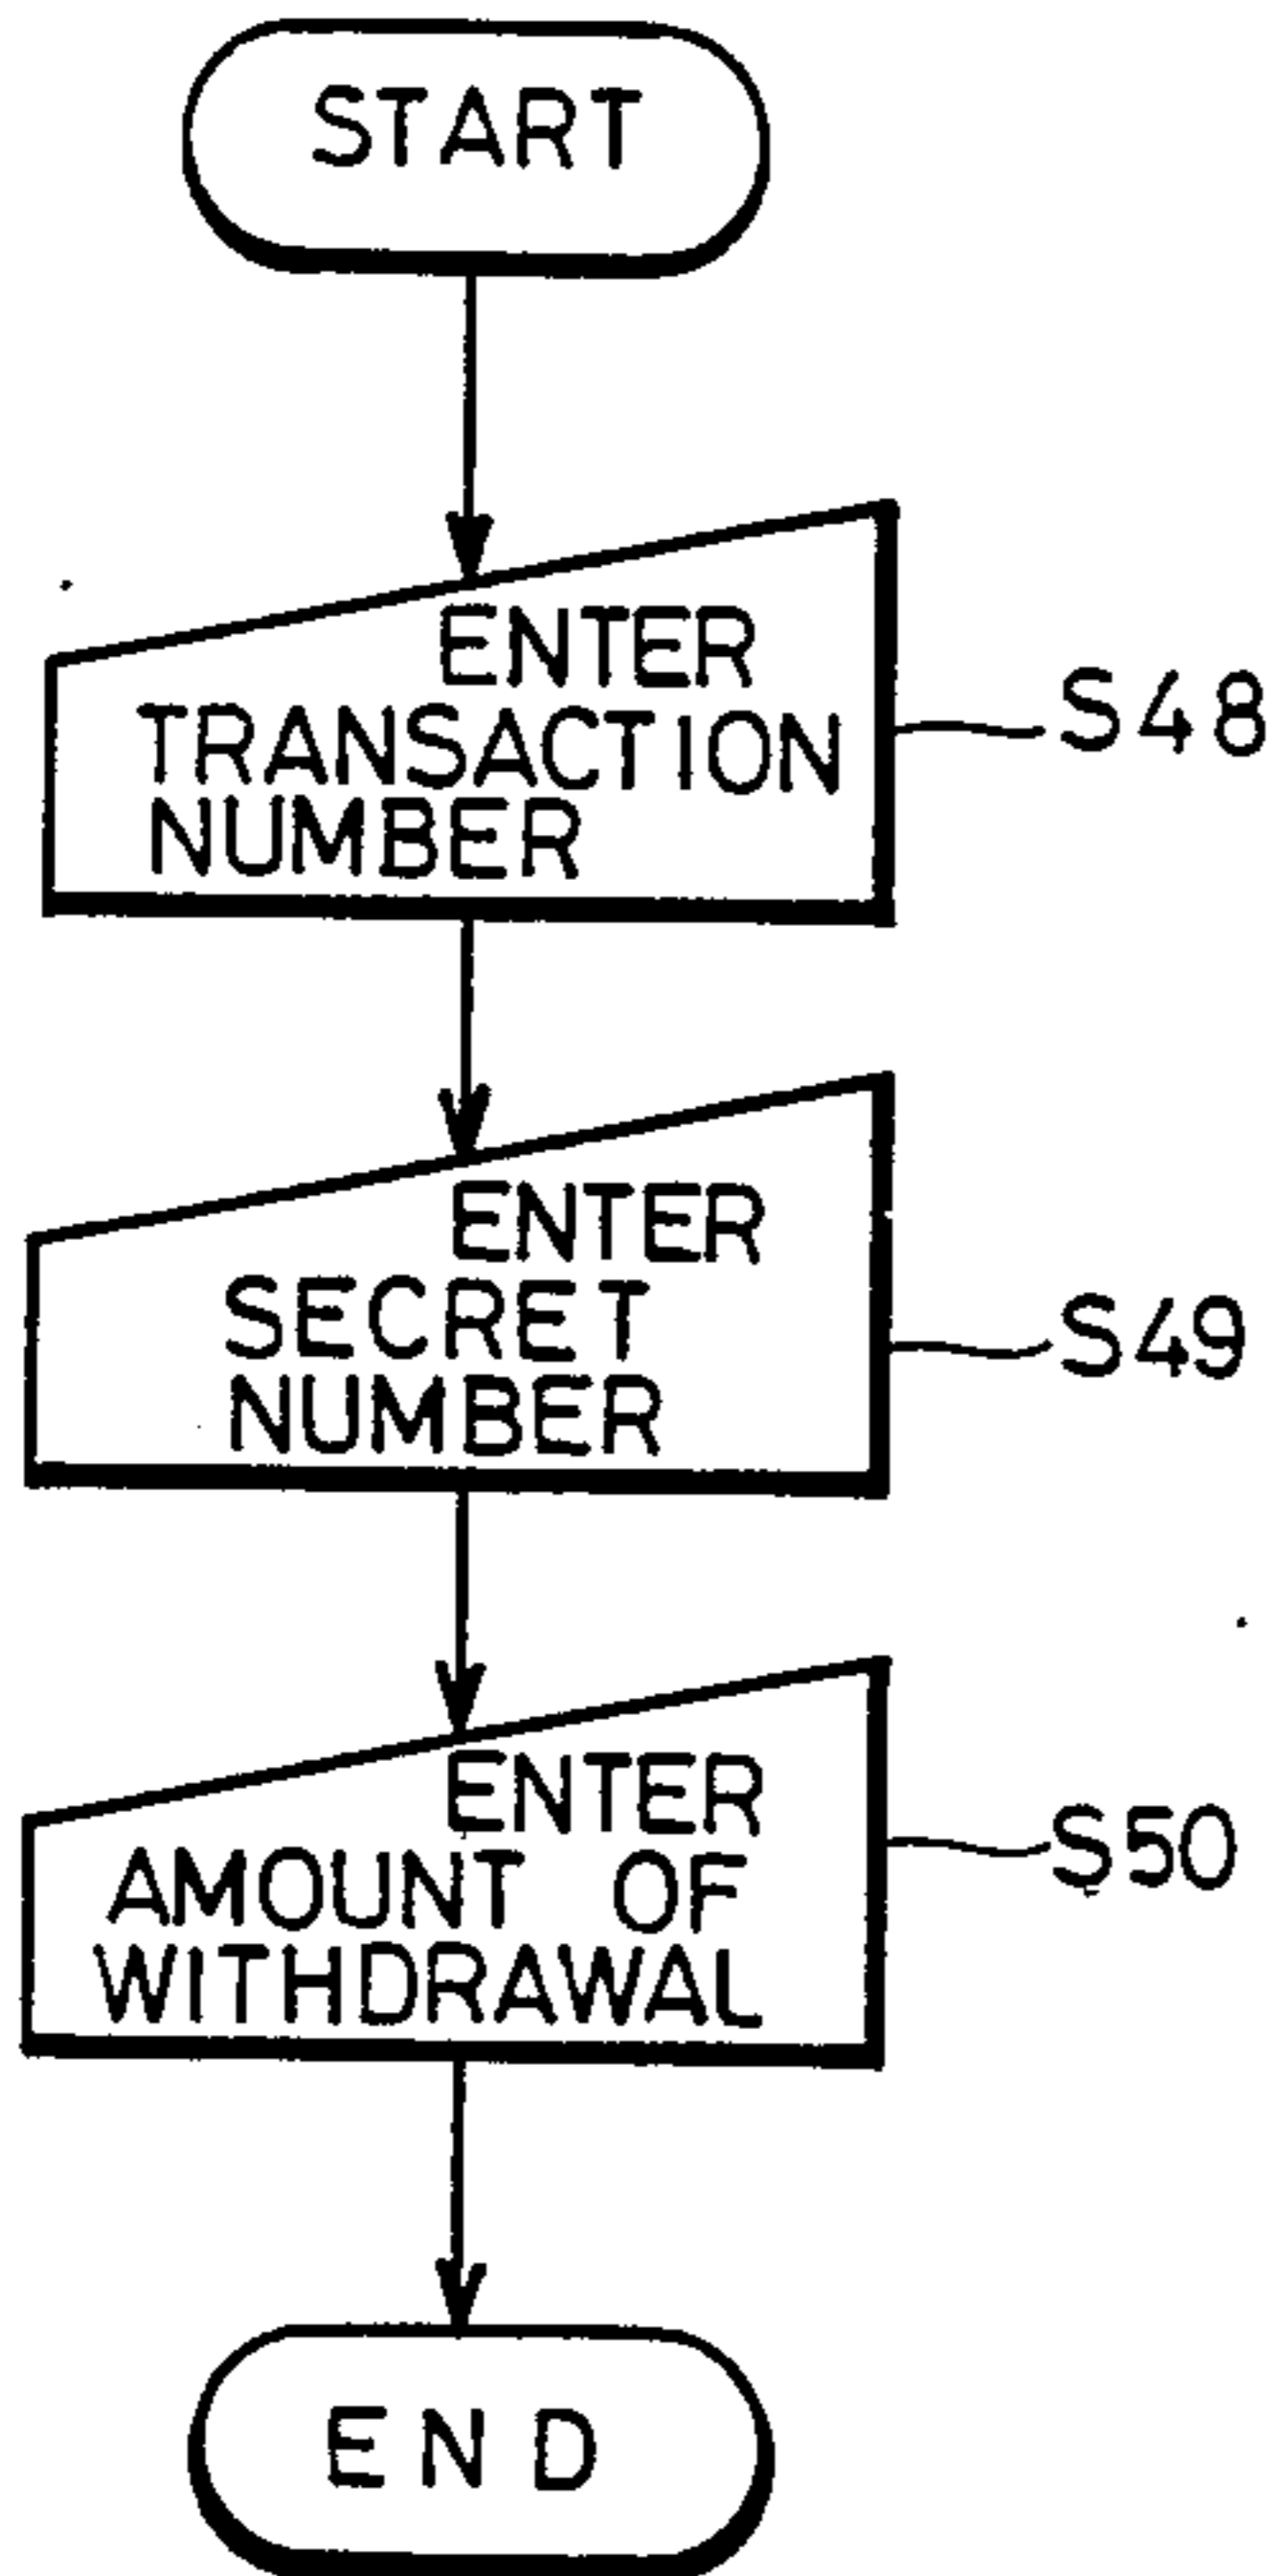 START
ENTER
TRANSACTION
NUMBER
S48
ENTER
SECRET
NUMBER
S49
ENTER
AMOUNT OF
WITHDRAWAL
S50
END